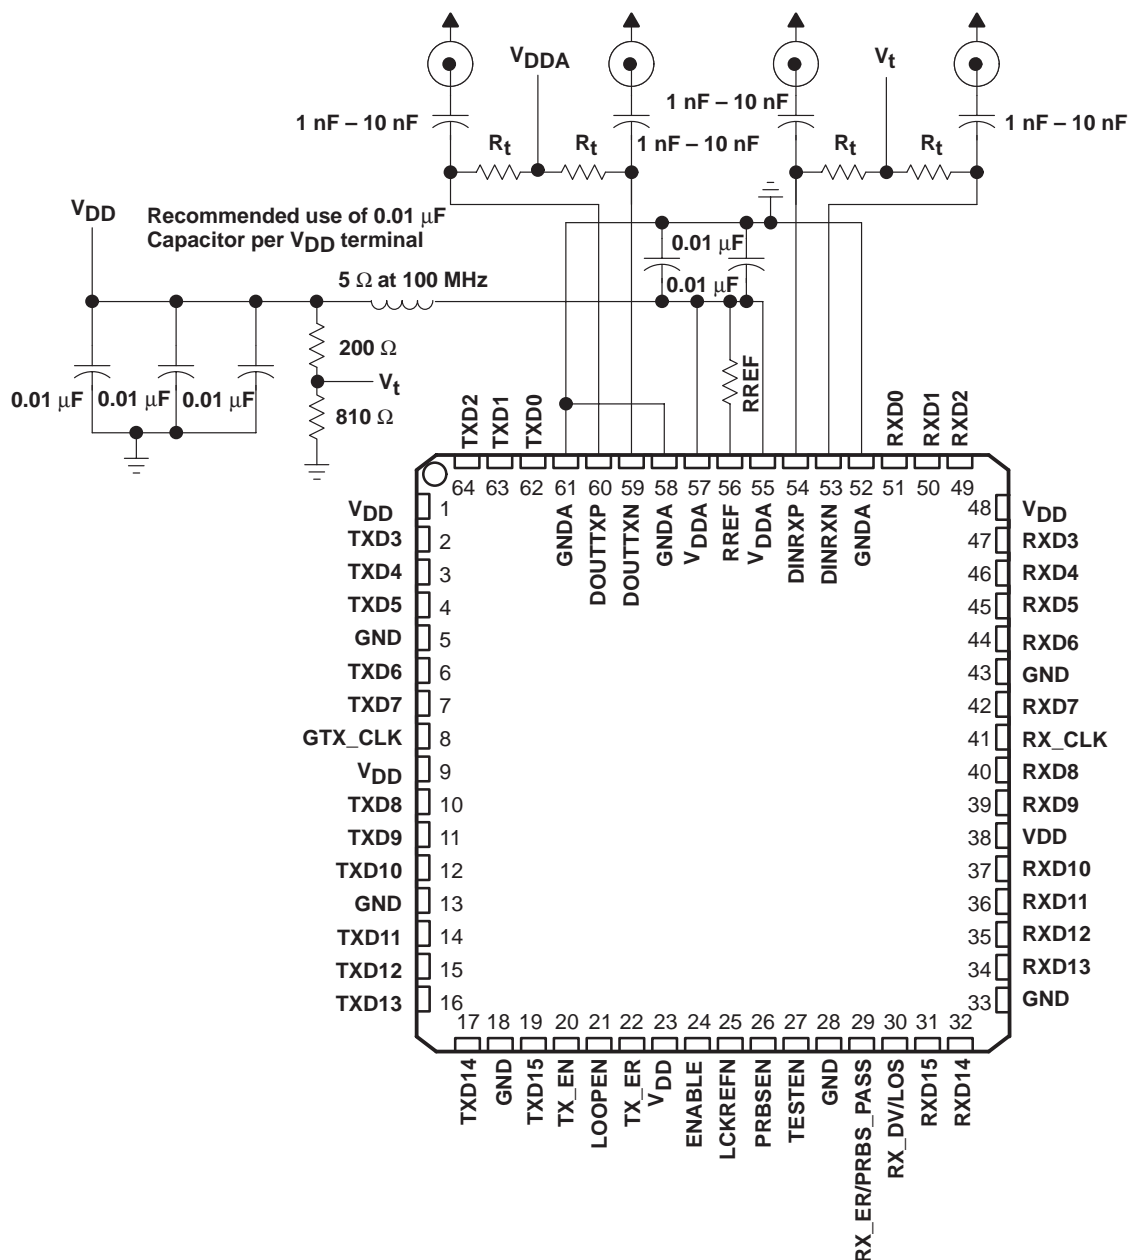 VDDA
Vt
1 nF – 10 nF
1 nF – 10 nF
1 nF – 10 nF
1 nF – 10 nF
Rt
Rt
Rt
Rt
VDD
Recommended use of 0.01 μF
Capacitor per VDD terminal
0.01 μF
0.01 μF
5 Ω at 100 MHz
200 Ω
Vt
810 Ω
0.01 μF
0.01 μF
0.01 μF
RREF
TXD2
TXD1
TXD0
RXD0
RXD1
RXD2
64 63 62 61 60 59 58 57 56 55 54 53 52 51 50 49
GNDA
DOUTTXP
DOUTTXN
GNDA
VDDA
RREF
VDDA
DINRXP
DINRXN
GNDA
VDD 1
TXD3 2
TXD4 3
TXD5 4
GND 5
TXD6 6
TXD7 7
GTX_CLK 8
VDD 9
TXD8 10
TXD9 11
TXD10 12
GND 13
TXD11 14
TXD12 15
TXD13 16
48 VDD
47 RXD3
46 RXD4
45 RXD5
44 RXD6
43 GND
42 RXD7
41 RX_CLK
40 RXD8
39 RXD9
38 VDD
37 RXD10
36 RXD11
35 RXD12
34 RXD13
33 GND
17 18 19 20 21 22 23 24 25 26 27 28 29 30 31 32
TXD14
GND
TXD15
TX_EN
LOOPEN
TX_ER
VDD
ENABLE
LCKREFN
PRBSEN
TESTEN
GND
RX_ER/PRBS_PASS
RX_DV/LOS
RXD15
RXD14